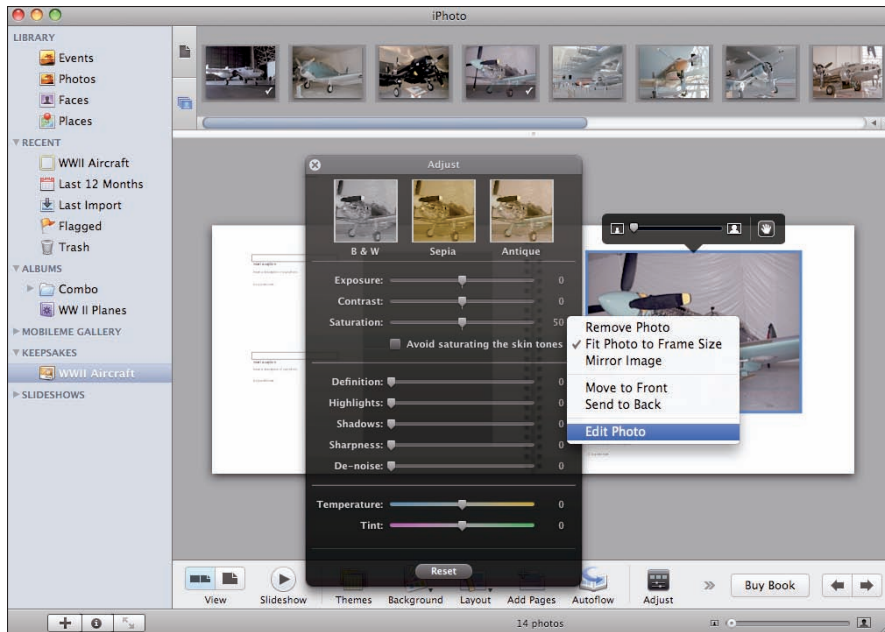 iPhoto
LIBRARY
Events
Photos
Faces
Places
RECENT
WWII Aircraft
Last 12 Months
Last Import
Flagged
Trash
ALBUMS
Combo
WW II Planes
MOBILEME GALLERY
KEEPSAKES
WWII Aircraft
SLIDESHOWS
Adjust
B & W Sepia Antique
Exposure: 0
Contrast: 0
Saturation: 50
Avoid saturating the skin tones
Definition: 0
Highlights: 0
Shadows: 0
Sharpness: 0
De-noise: 0
Temperature: 0
Tint: 0
Reset
Remove Photo
✓ Fit Photo to Frame Size
Mirror Image
Move to Front
Send to Back
Edit Photo
View Slideshow Themes Background Layout Add Pages Autoflow Adjust » Buy Book
14 photos